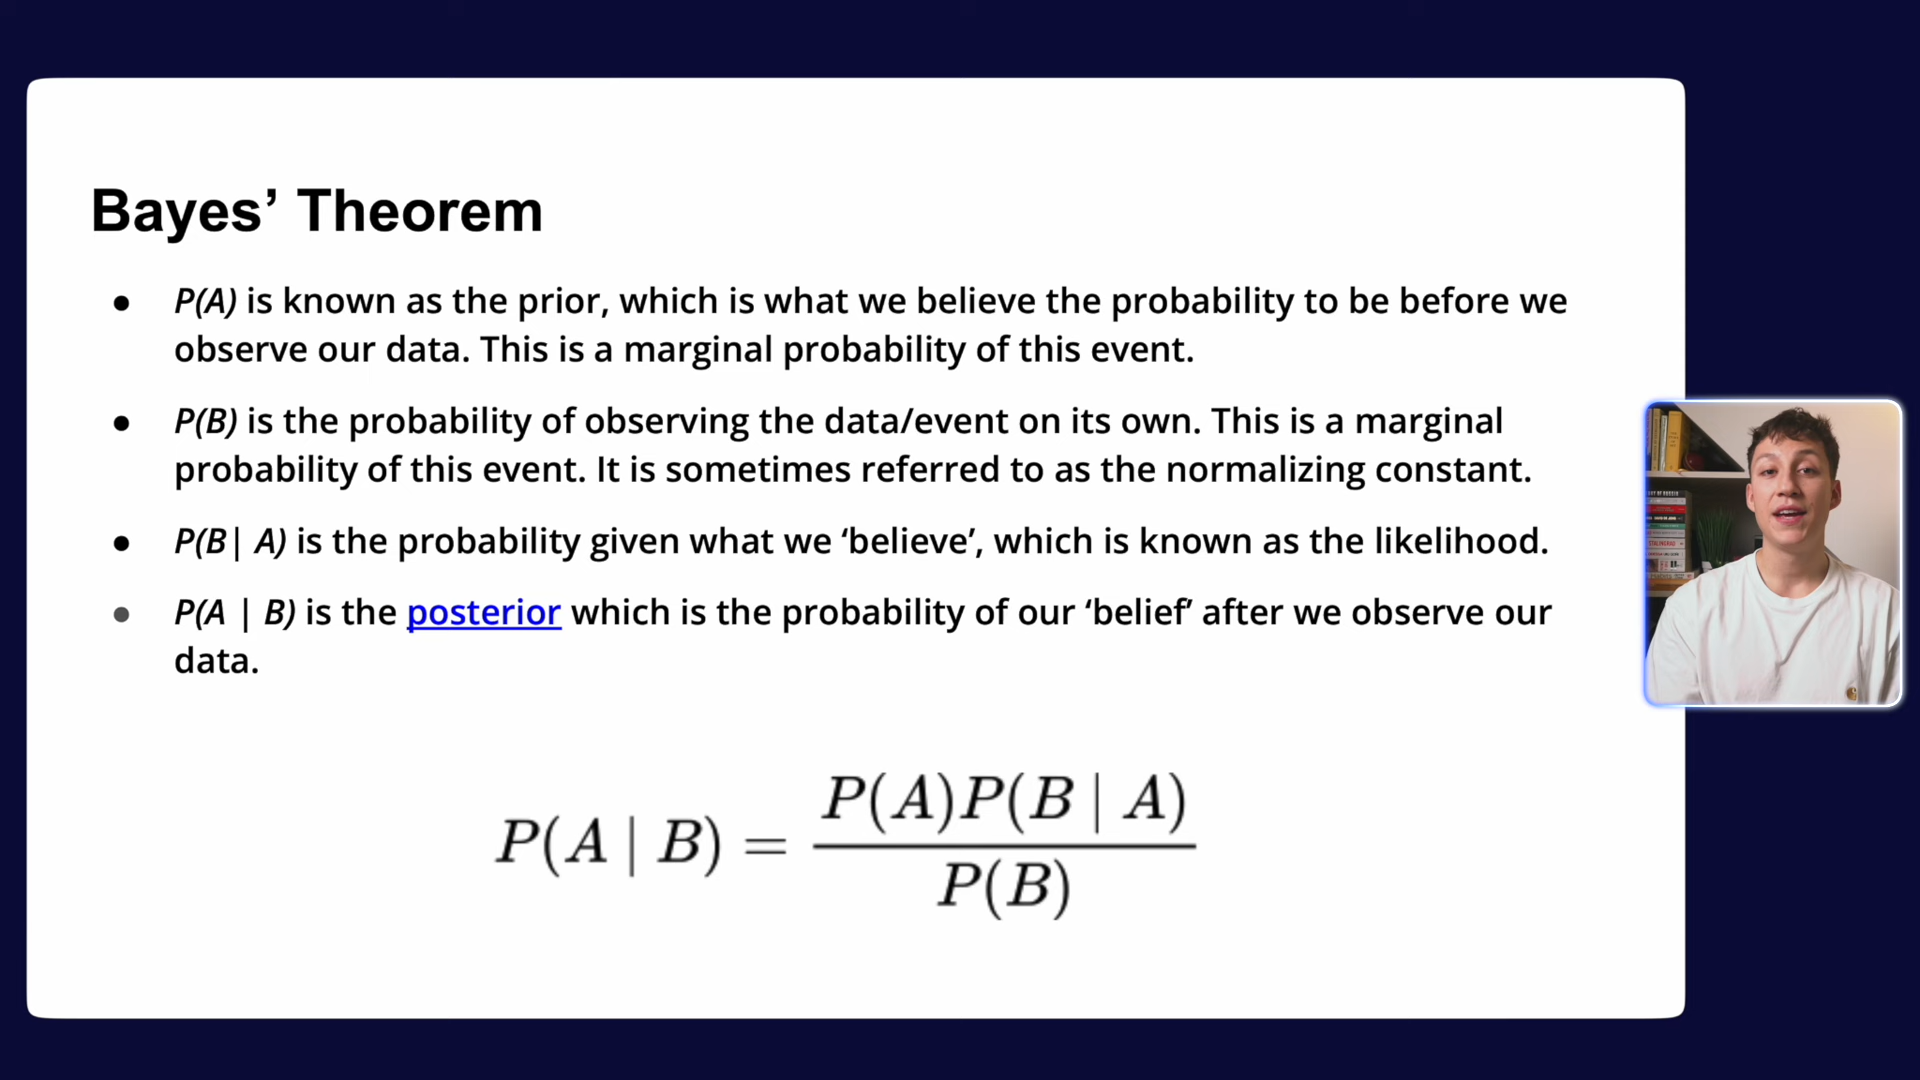 Bayes’ Theorem
● P(A) is known as the prior, which is what we believe the probability to be before we
observe our data. This is a marginal probability of this event.
● P(B) is the probability of observing the data/event on its own. This is a marginal
probability of this event. It is sometimes referred to as the normalizing constant.
● P(B| A) is the probability given what we ‘believe’, which is known as the likelihood.
● P(A | B) is the posterior which is the probability of our ‘belief’ after we observe our
data.
P(A | B) = P(A)P(B | A) / P(B)
STALINGRAD